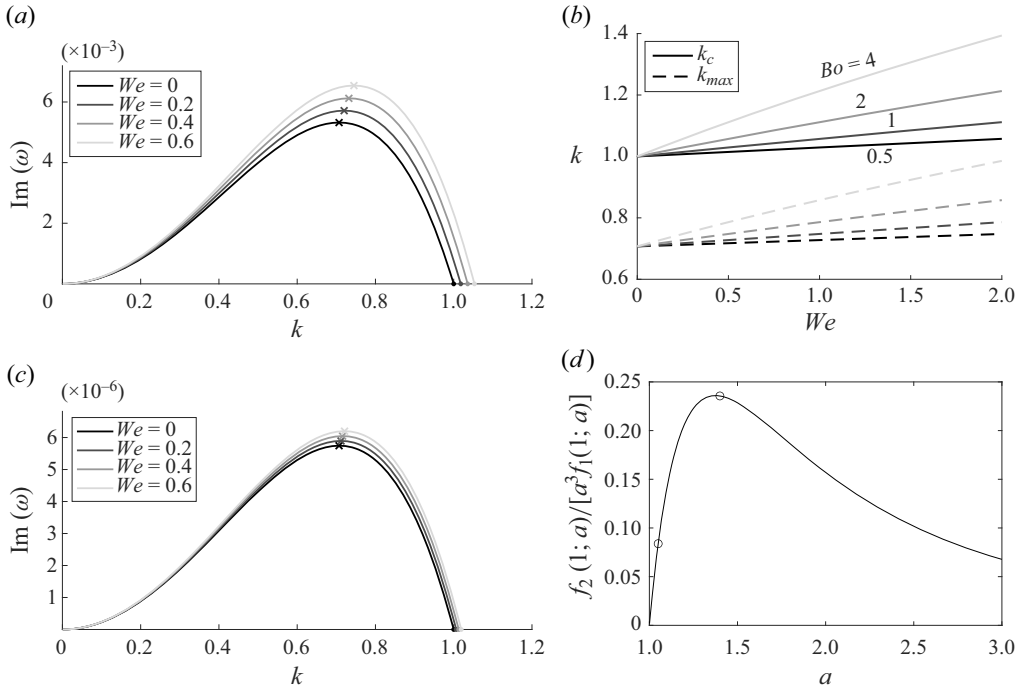 (a)
(×10⁻³)
We = 0
We = 0.2
We = 0.4
We = 0.6
6
4
2
Im (ω)
0
0.2
0.4
0.6
0.8
1.0
1.2
k
(b)
1.4
1.2
1.0
0.8
0.6
k
k_c
k_max
Bo = 4
2
1
0.5
0
0.5
1.0
1.5
2.0
We
(c)
(×10⁻⁶)
We = 0
We = 0.2
We = 0.4
We = 0.6
6
5
4
3
2
1
Im (ω)
0
0.2
0.4
0.6
0.8
1.0
1.2
k
(d)
0.25
0.20
0.15
0.10
0.05
0
f₂ (1; a)/[a³f₁(1; a)]
1.0
1.5
2.0
2.5
3.0
a